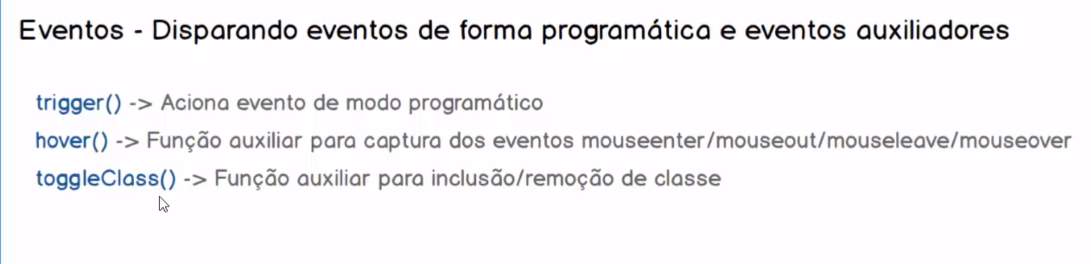 Eventos - Disparando eventos de forma programática e eventos auxiliadores
trigger() -> Aciona evento de modo programático
hover() -> Função auxiliar para captura dos eventos mouseenter/mouseout/mouseleave/mouseover
toggleClass() -> Função auxiliar para inclusão/remoção de classe